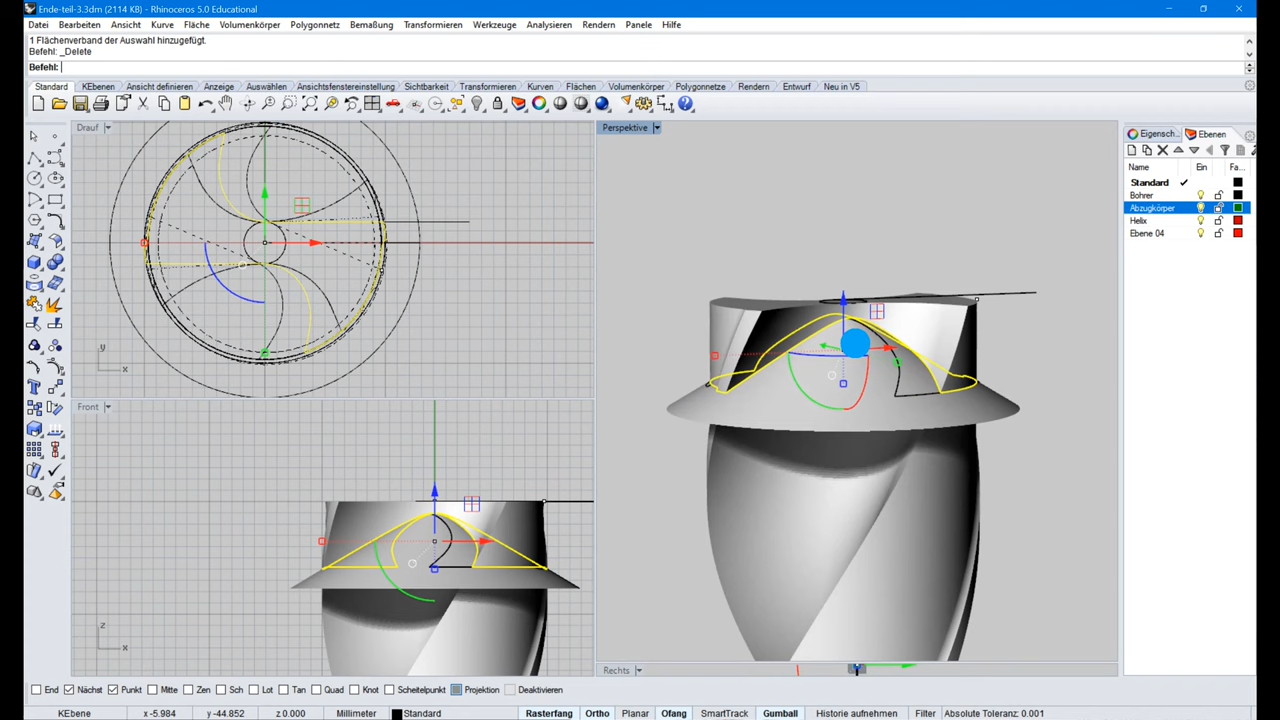 Ende-teil-3.3dm (2114 KB) - Rhinoceros 5.0 Educational
Datei Bearbeiten Ansicht Kurve Fläche Volumenkörper Polygonnetz Bemaßung Transformieren Werkzeuge Analysieren Rendern Panele Hilfe
1 Flächenverband der Auswahl hinzugefügt.
Befehl: _Delete
Befehl:
Standard KEbenen Ansicht definieren Anzeige Auswählen Ansichtsfenstereinstellung Sichtbarkeit Transformieren Kurven Flächen Volumenkörper Polygonnetze Rendern Entwurf Neu in V5
Drauf
Perspektive
Eigensch... Ebenen
Name Ein Fa...
Standard
Bohrer
Abzugkörper
Helix
Ebene 04
y
x
Front
z
x
Rechts
End Nächst Punkt Mitte Zen Sch Lot Tan Quad Knot Scheitelpunkt Projektion Deaktivieren
KEbene x -5.984 y -44.852 z 0.000 Millimeter Standard Rasterfang Ortho Planar Ofang SmartTrack Gumball Historie aufnehmen Filter Absolute Toleranz: 0.001